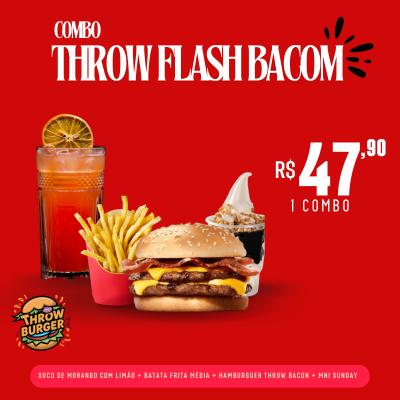 COMBO
THROW FLASH BACOM
R$ 47,90
1 COMBO
THROW
BURGER
SUCO DE MORANGO COM LIMÃO + BATATA FRITA MÉDIA + HAMBURGUER THROW BACON + MNI SUNDAY